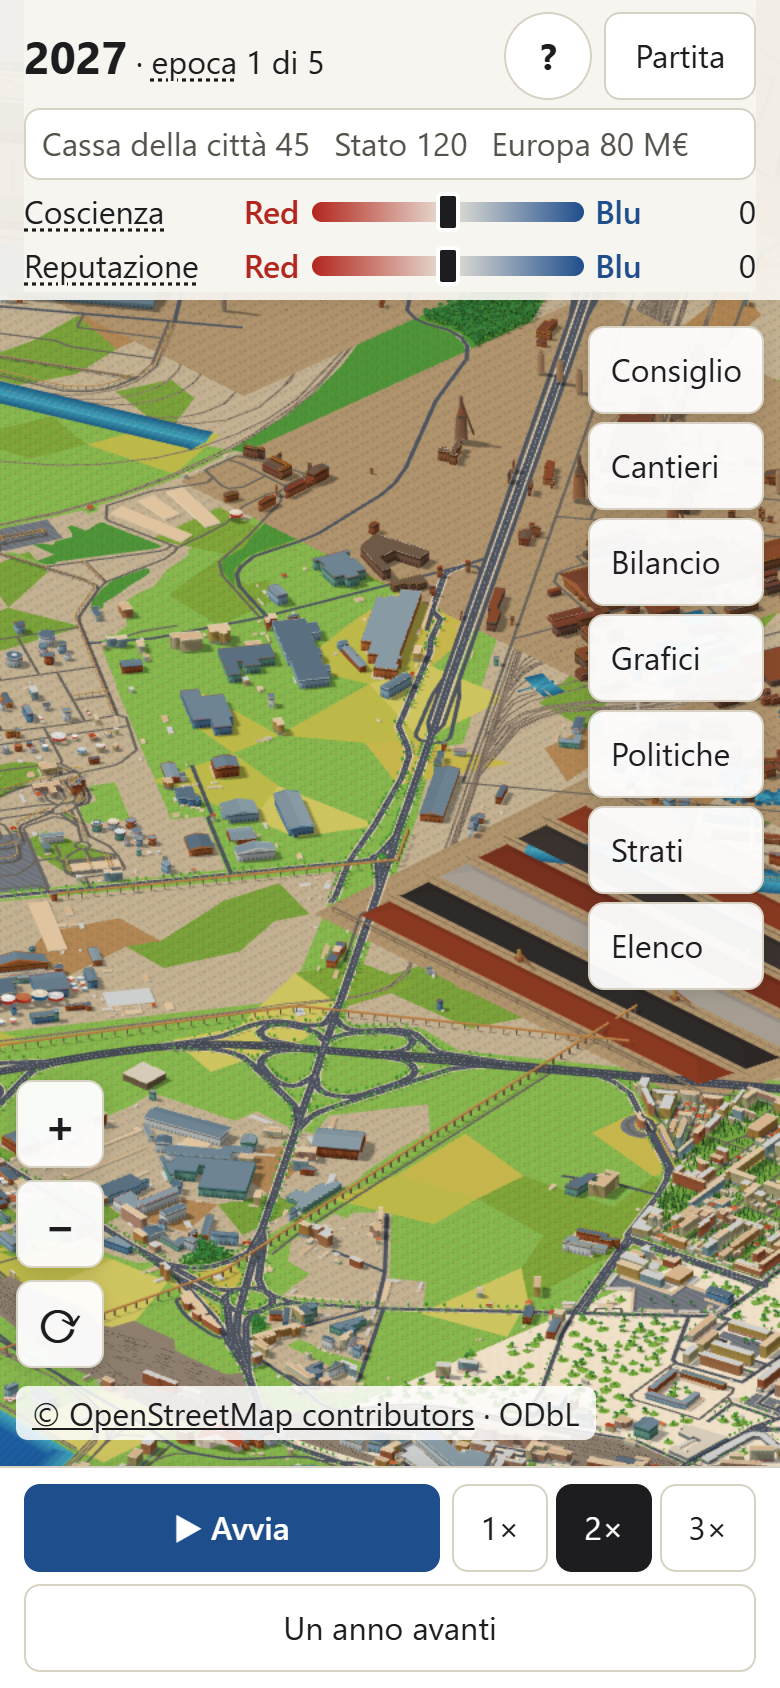 2027 · epoca 1 di 5
?
Partita
Cassa della città 45 Stato 120 Europa 80 M€
Coscienza Red Blu 0
Reputazione Red Blu 0
Consiglio
Cantieri
Bilancio
Grafici
Politiche
Strati
Elenco
+
−
© OpenStreetMap contributors · ODbL
▶ Avvia 1× 2× 3×
Un anno avanti